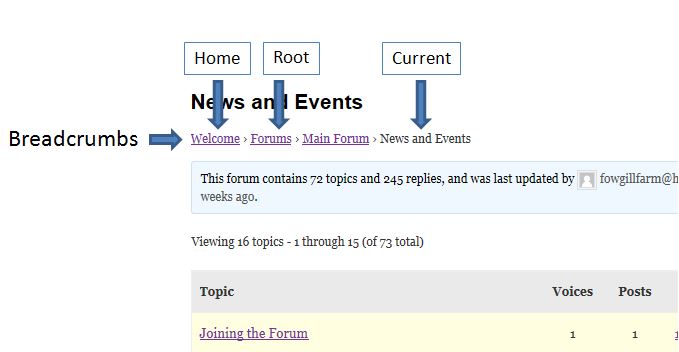 Home Root Current
News and Events
Breadcrumbs Welcome › Forums › Main Forum › News and Events
This forum contains 72 topics and 245 replies, and was last updated by fowgillfarm@h
weeks ago.
Viewing 16 topics - 1 through 15 (of 73 total)
Topic Voices Posts
Joining the Forum 1 1 1